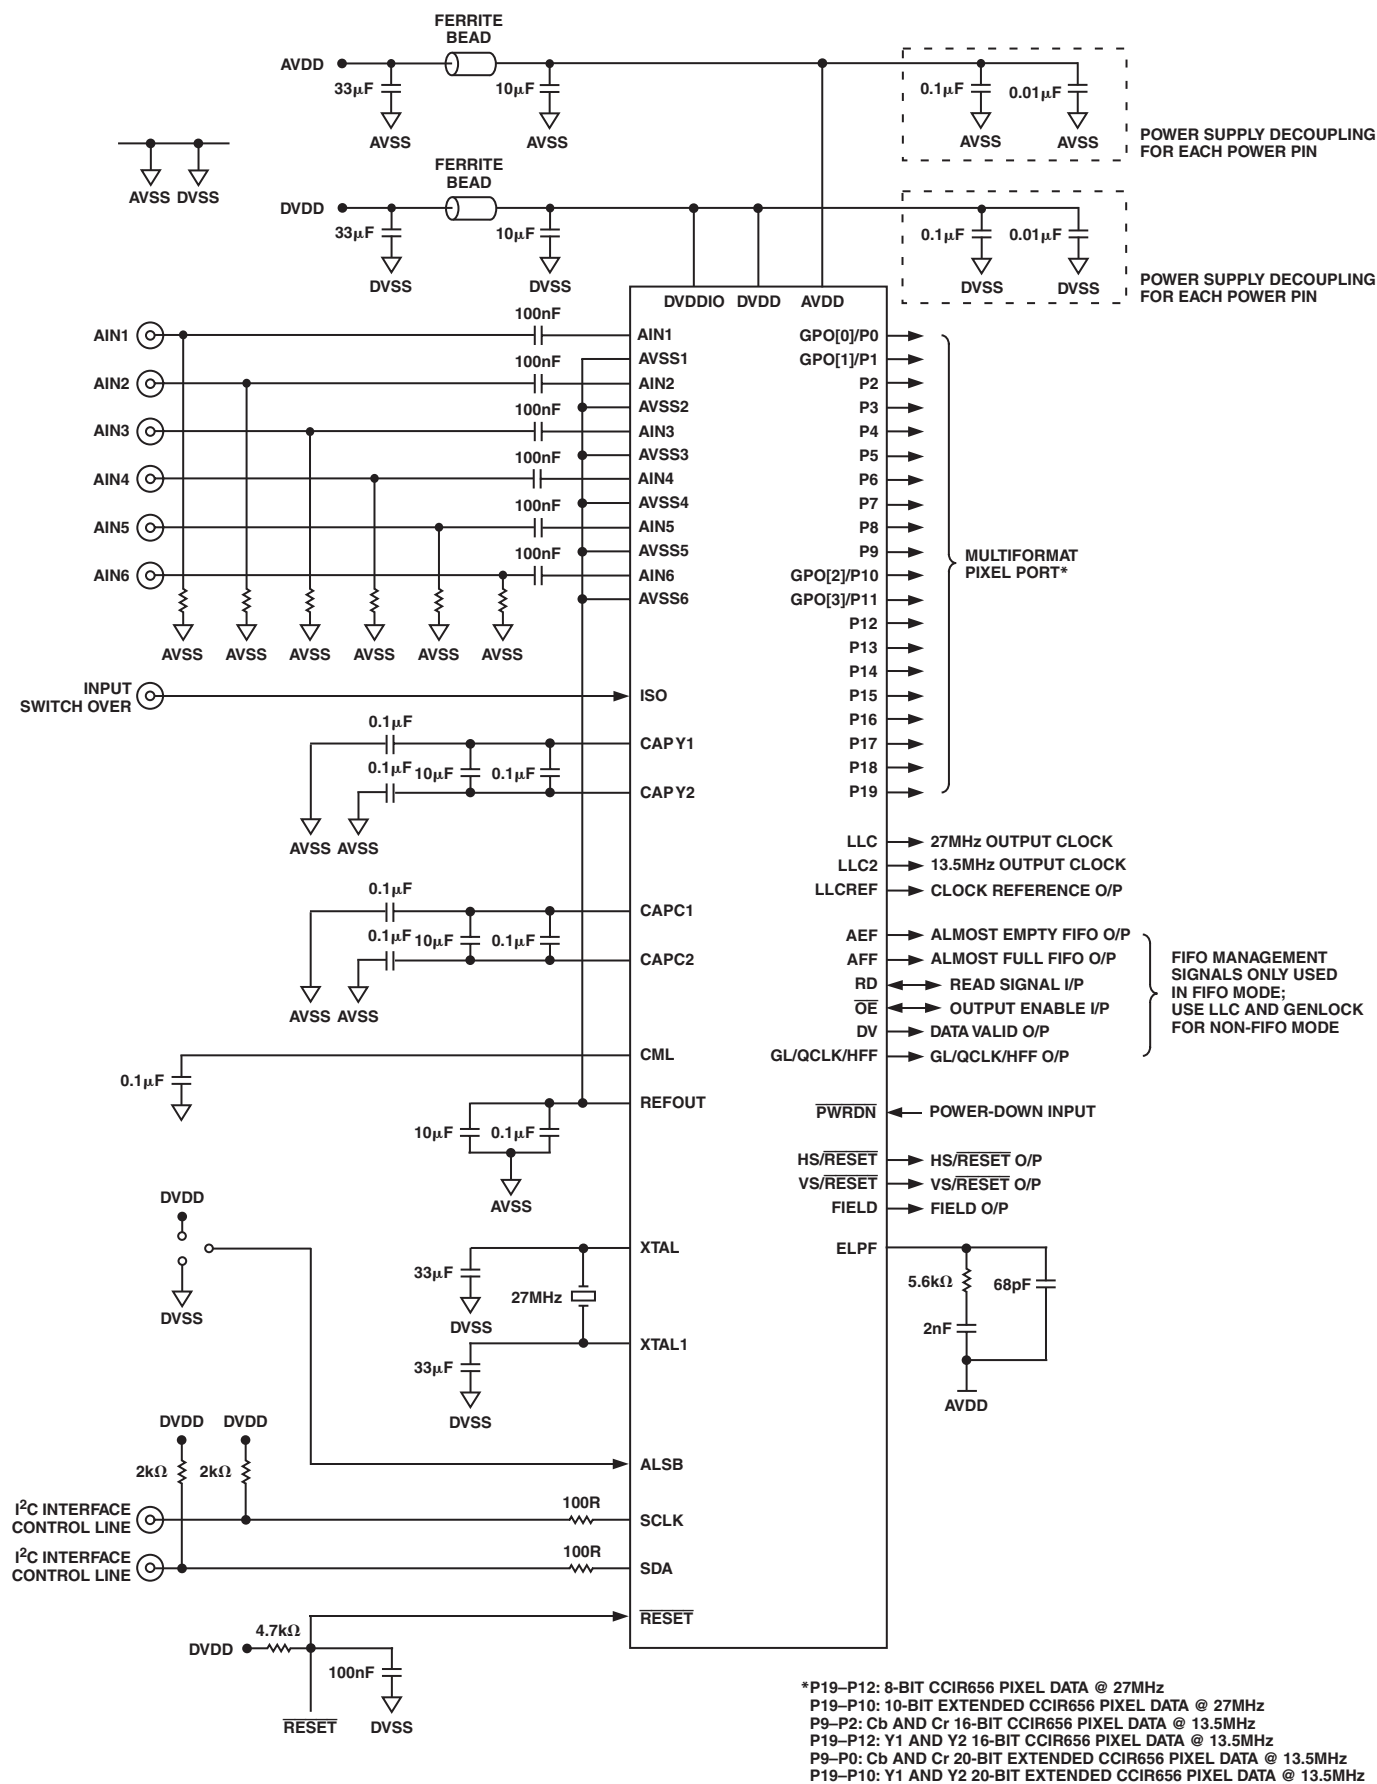 FERRITE
BEAD
AVDD
33µF
10µF
0.1µF
0.01µF
AVSS
AVSS
AVSS
AVSS
POWER SUPPLY DECOUPLING
FOR EACH POWER PIN
AVSS DVSS
FERRITE
BEAD
DVDD
33µF
10µF
0.1µF
0.01µF
DVSS
DVSS
DVSS
DVSS
POWER SUPPLY DECOUPLING
FOR EACH POWER PIN
DVDDIO DVDD AVDD
AIN1
100nF
AIN1
AVSS1
AIN2
100nF
AIN2
AVSS2
AIN3
100nF
AIN3
AVSS3
AIN4
100nF
AIN4
AVSS4
AIN5
100nF
AIN5
AVSS5
AIN6
100nF
AIN6
AVSS6
AVSS AVSS AVSS AVSS AVSS AVSS
GPO[0]/P0
GPO[1]/P1
P2
P3
P4
P5
P6
P7
P8
P9
GPO[2]/P10
GPO[3]/P11
P12
P13
P14
P15
P16
P17
P18
P19
MULTIFORMAT
PIXEL PORT*
INPUT
SWITCH OVER
ISO
0.1µF
CAPY1
0.1µF 10µF 0.1µF
CAPY2
AVSS AVSS
0.1µF
CAPC1
0.1µF 10µF 0.1µF
CAPC2
AVSS AVSS
LLC
27MHz OUTPUT CLOCK
LLC2
13.5MHz OUTPUT CLOCK
LLCREF
CLOCK REFERENCE O/P
AEF
ALMOST EMPTY FIFO O/P
AFF
ALMOST FULL FIFO O/P
RD
READ SIGNAL I/P
OE
OUTPUT ENABLE I/P
DV
DATA VALID O/P
GL/QCLK/HFF
GL/QCLK/HFF O/P
FIFO MANAGEMENT
SIGNALS ONLY USED
IN FIFO MODE;
USE LLC AND GENLOCK
FOR NON-FIFO MODE
CML
0.1µF
REFOUT
10µF 0.1µF
AVSS
PWRDN
POWER-DOWN INPUT
HS/RESET
HS/RESET O/P
VS/RESET
VS/RESET O/P
FIELD
FIELD O/P
DVDD
DVSS
XTAL
33µF
DVSS
27MHz
XTAL1
33µF
DVSS
ELPF
5.6kΩ
68pF
2nF
AVDD
DVDD DVDD
2kΩ 2kΩ
ALSB
I²C INTERFACE
CONTROL LINE
100R
SCLK
I²C INTERFACE
CONTROL LINE
100R
SDA
RESET
4.7kΩ
DVDD
100nF
RESET
DVSS
*P19–P12: 8-BIT CCIR656 PIXEL DATA @ 27MHz
P19–P10: 10-BIT EXTENDED CCIR656 PIXEL DATA @ 27MHz
P9–P2: Cb AND Cr 16-BIT CCIR656 PIXEL DATA @ 13.5MHz
P19–P12: Y1 AND Y2 16-BIT CCIR656 PIXEL DATA @ 13.5MHz
P9–P0: Cb AND Cr 20-BIT EXTENDED CCIR656 PIXEL DATA @ 13.5MHz
P19–P10: Y1 AND Y2 20-BIT EXTENDED CCIR656 PIXEL DATA @ 13.5MHz